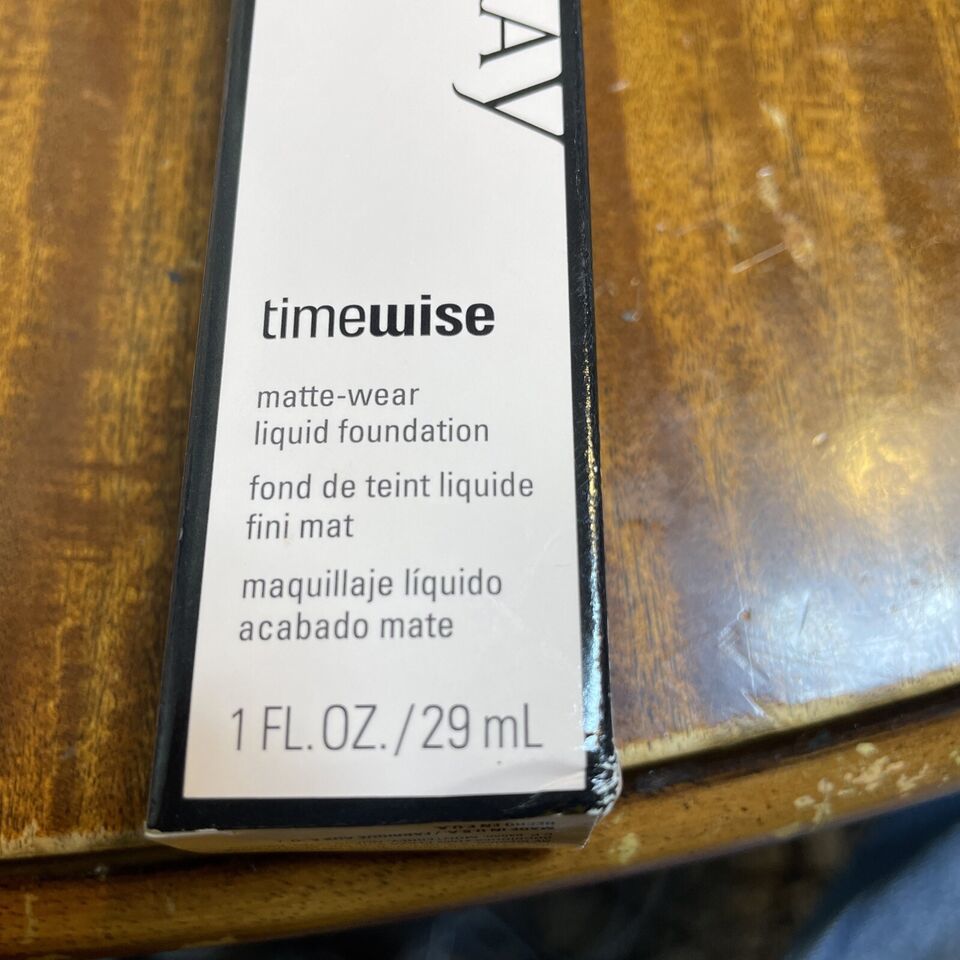 AY
timewise
matte-wear
liquid foundation
fond de teint liquide
fini mat
maquillaje líquido
acabado mate
1 FL. OZ. / 29 mL